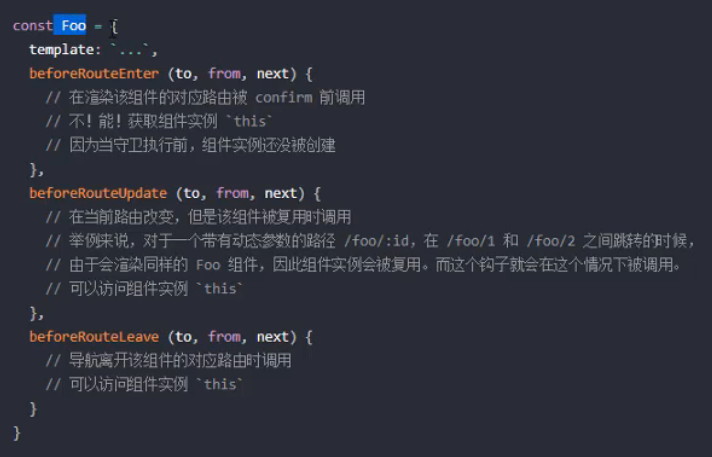 const Foo = {
  template: `...`,
  beforeRouteEnter (to, from, next) {
    // 在渲染该组件的对应路由被 confirm 前调用
    // 不！能！获取组件实例 `this`
    // 因为当守卫执行前，组件实例还没被创建
  },
  beforeRouteUpdate (to, from, next) {
    // 在当前路由改变，但是该组件被复用时调用
    // 举例来说，对于一个带有动态参数的路径 /foo/:id，在 /foo/1 和 /foo/2 之间跳转的时候，
    // 由于会渲染同样的 Foo 组件，因此组件实例会被复用。而这个钩子就会在这个情况下被调用。
    // 可以访问组件实例 `this`
  },
  beforeRouteLeave (to, from, next) {
    // 导航离开该组件的对应路由时调用
    // 可以访问组件实例 `this`
  }
}